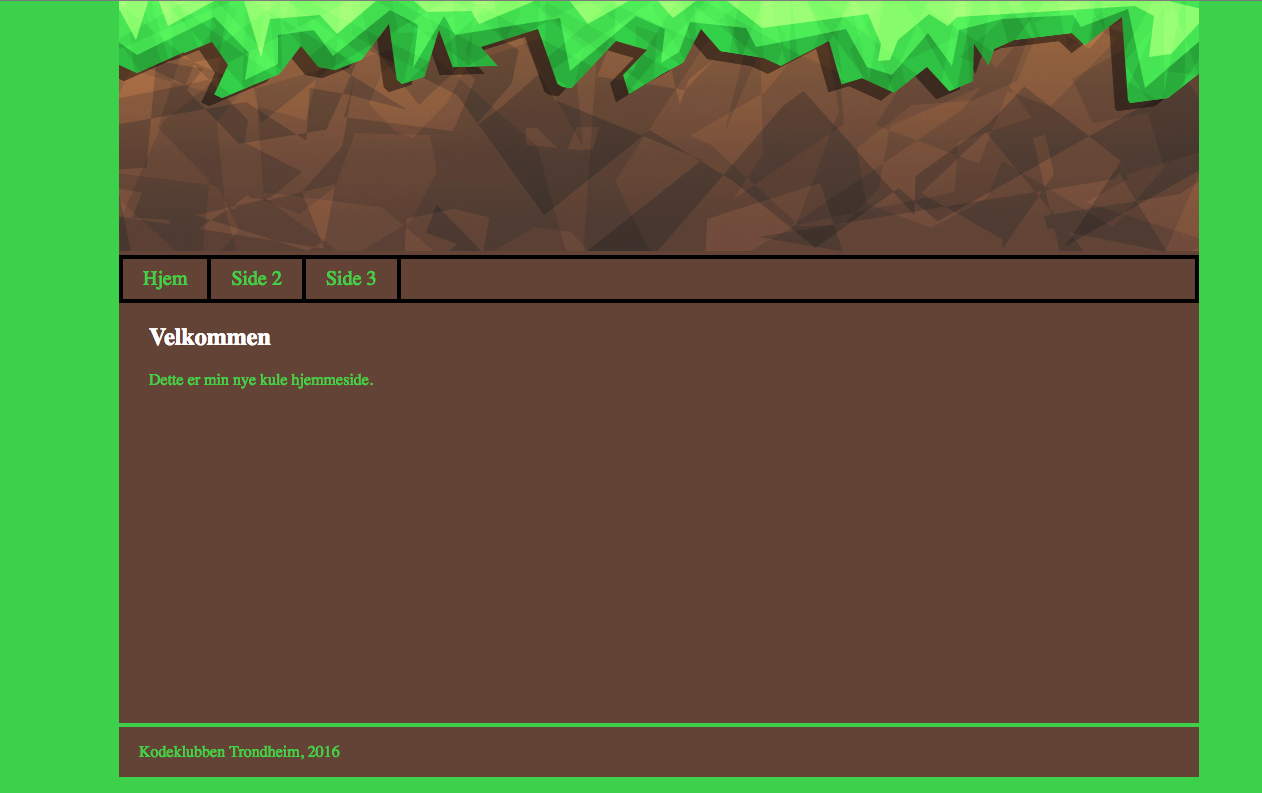 Hjem
Side 2
Side 3
Velkommen
Dette er min nye kule hjemmeside.
Kodeklubben Trondheim, 2016